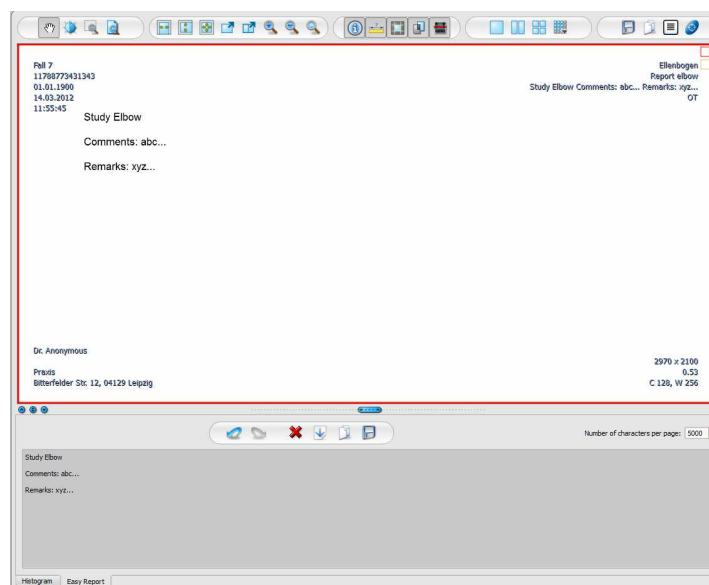 Fall 7
11788773431343
01.01.1900
14.03.2012
11:55:45
Ellenbogen
Report elbow
Study Elbow Comments: abc... Remarks: xyz...
OT
Study Elbow
Comments: abc...
Remarks: xyz...
Dr. Anonymous
Praxis
Bitterfelder Str. 12, 04129 Leipzig
2970 x 2100
0.53
C 128, W 256
Number of characters per page: 5000
Study Elbow
Comments: abc...
Remarks: xyz...
Histogram Easy Report